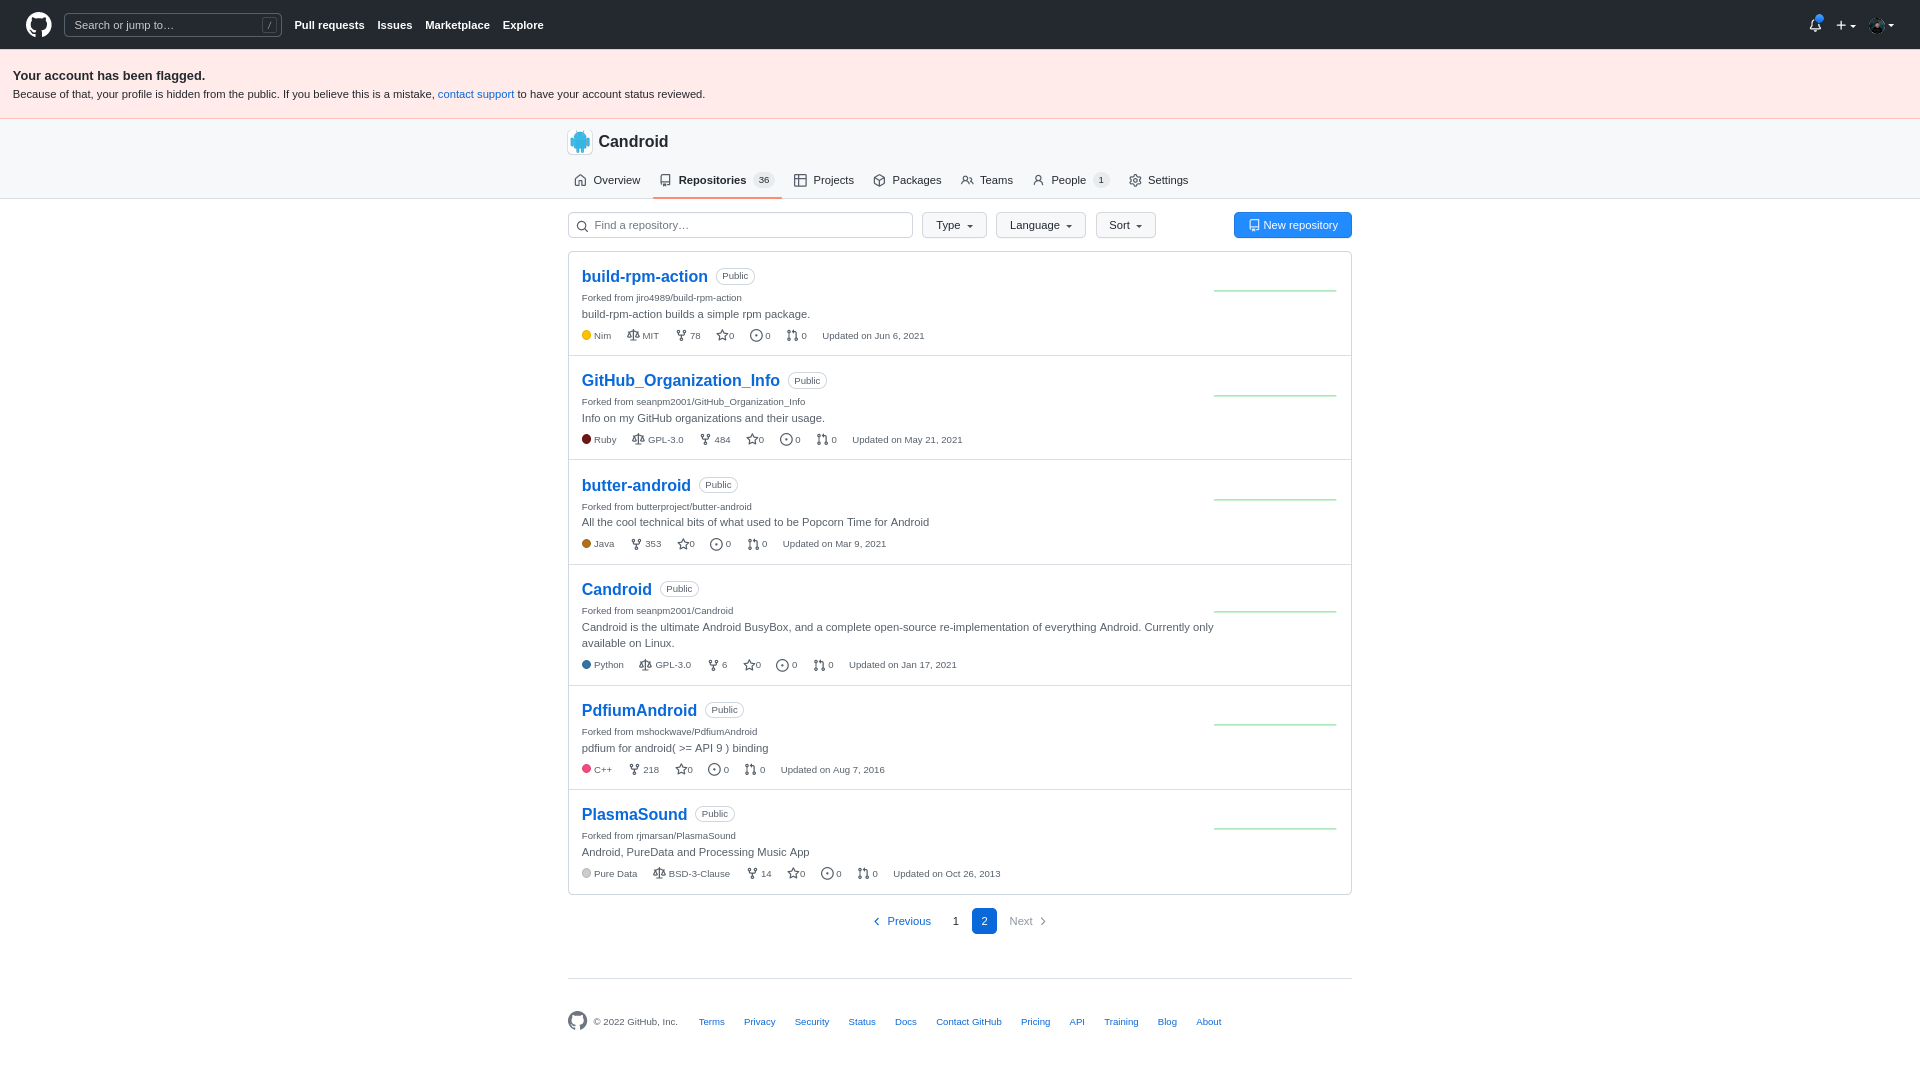 Search or jump to… /
Pull requests Issues Marketplace Explore
Your account has been flagged.
Because of that, your profile is hidden from the public. If you believe this is a mistake, contact support to have your account status reviewed.
Candroid
Overview Repositories 36 Projects Packages Teams People 1 Settings
Find a repository… Type Language Sort New repository
build-rpm-action Public
Forked from jiro4989/build-rpm-action
build-rpm-action builds a simple rpm package.
Nim MIT 78 0 0 0 Updated on Jun 6, 2021
GitHub_Organization_Info Public
Forked from seanpm2001/GitHub_Organization_Info
Info on my GitHub organizations and their usage.
Ruby GPL-3.0 484 0 0 0 Updated on May 21, 2021
butter-android Public
Forked from butterproject/butter-android
All the cool technical bits of what used to be Popcorn Time for Android
Java 353 0 0 0 Updated on Mar 9, 2021
Candroid Public
Forked from seanpm2001/Candroid
Candroid is the ultimate Android BusyBox, and a complete open-source re-implementation of everything Android. Currently only
available on Linux.
Python GPL-3.0 6 0 0 0 Updated on Jan 17, 2021
PdfiumAndroid Public
Forked from mshockwave/PdfiumAndroid
pdfium for android( >= API 9 ) binding
C++ 218 0 0 0 Updated on Aug 7, 2016
PlasmaSound Public
Forked from rjmarsan/PlasmaSound
Android, PureData and Processing Music App
Pure Data BSD-3-Clause 14 0 0 0 Updated on Oct 26, 2013
Previous 1 2 Next
© 2022 GitHub, Inc. Terms Privacy Security Status Docs Contact GitHub Pricing API Training Blog About